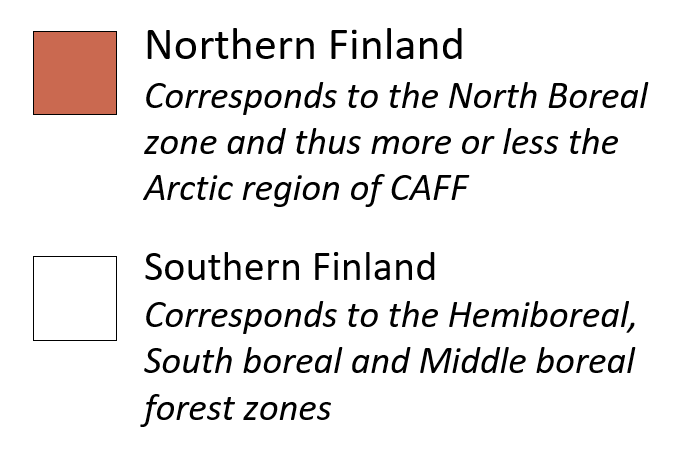 Northern Finland
Corresponds to the North Boreal
zone and thus more or less the
Arctic region of CAFF
Southern Finland
Corresponds to the Hemiboreal,
South boreal and Middle boreal
forest zones